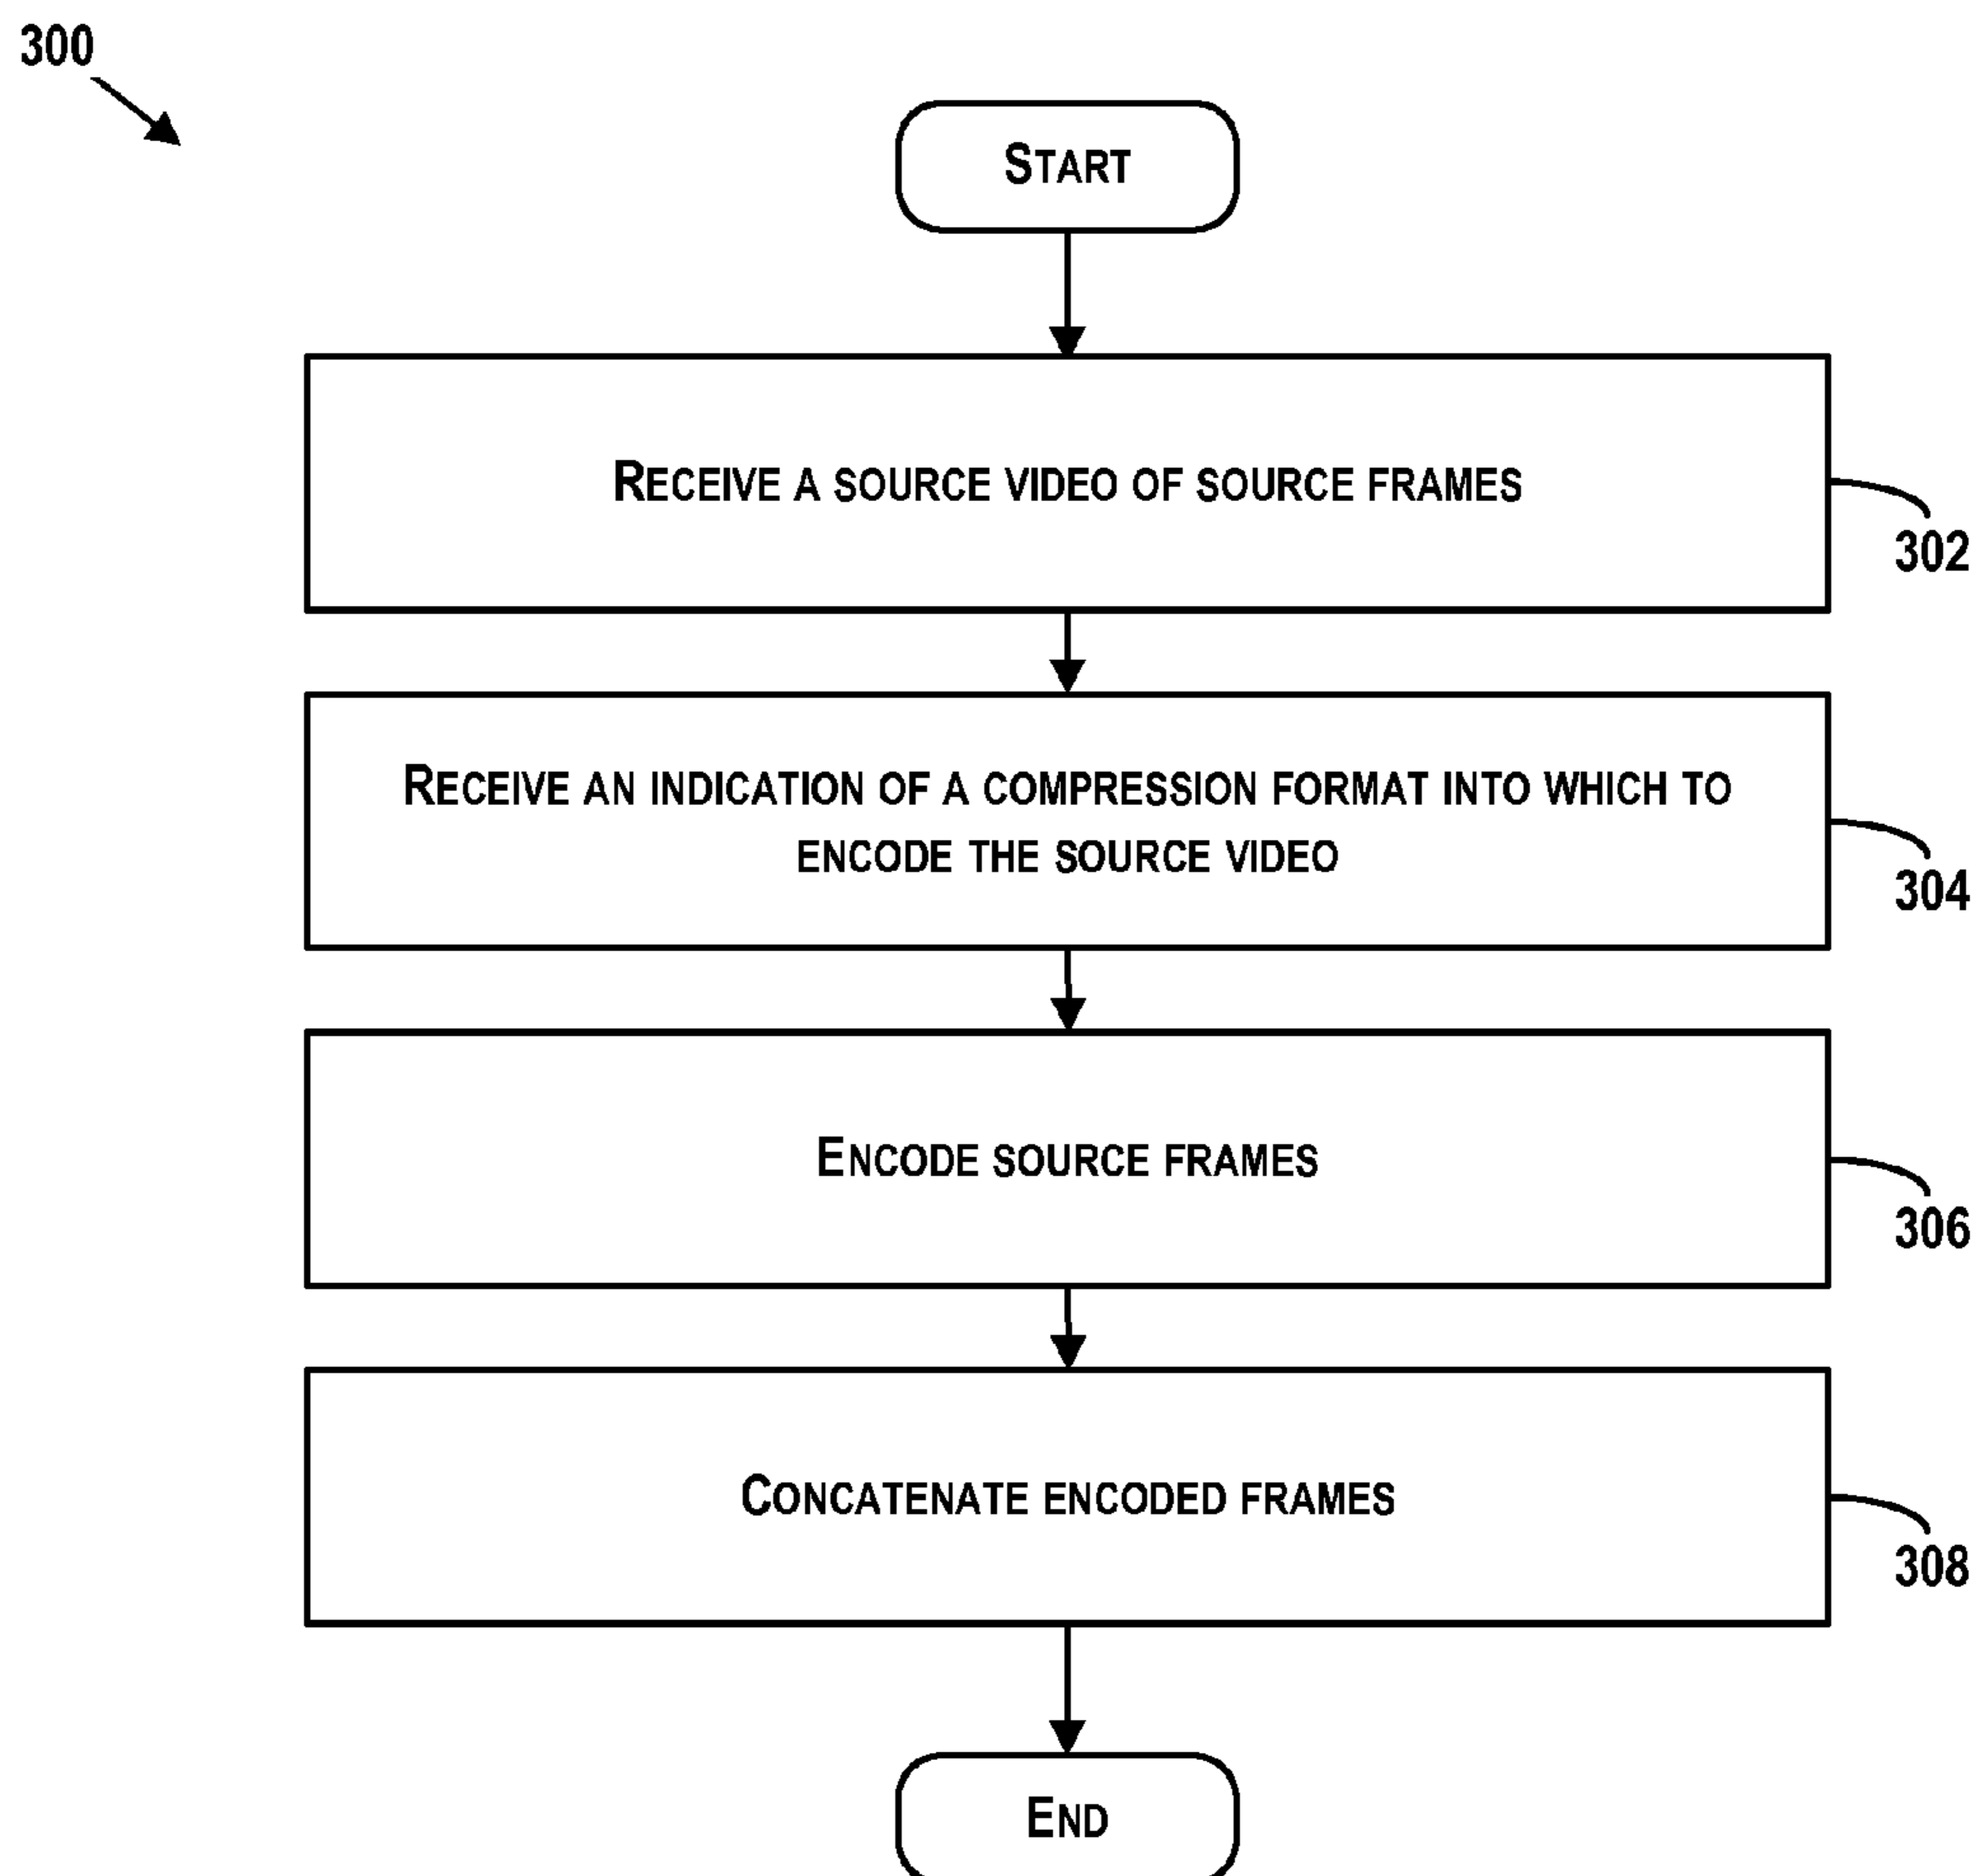 300
START
RECEIVE A SOURCE VIDEO OF SOURCE FRAMES
302
RECEIVE AN INDICATION OF A COMPRESSION FORMAT INTO WHICH TO
ENCODE THE SOURCE VIDEO
304
ENCODE SOURCE FRAMES
306
CONCATENATE ENCODED FRAMES
308
END